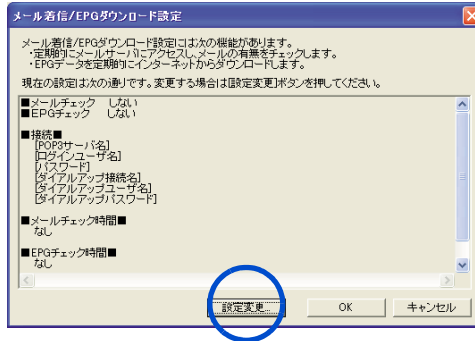 メール着信/EPGダウンロード設定
メール着信/EPGダウンロード設定には次の機能があります。
・定期的にメールサーバにアクセスし、メールの有無をチェックします。
・EPGデータを定期的にインターネットからダウンロードします。
現在の設定は次の通りです。変更する場合は[設定変更]ボタンを押してください。
■メールチェック　しない
■EPGチェック　しない
■接続■
[POP3サーバ名]
[ログインユーザ名]
[パスワード]
[ダイアルアップ接続名]
[ダイアルアップユーザ名]
[ダイアルアップパスワード]
■メールチェック時間■
なし
■EPGチェック時間■
なし
設定変更 OK キャンセル